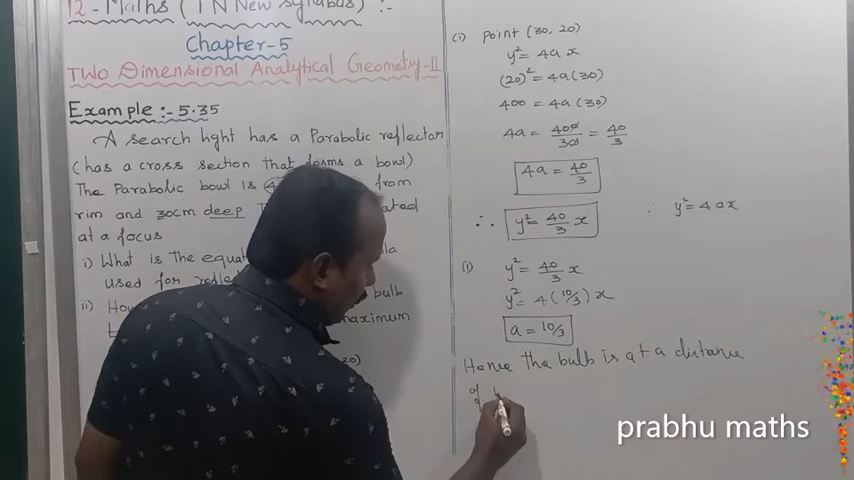 12 - Maths (TN New Syllabus) :-
Chapter-5
Two Dimensional Analytical Geometry-II
Example :- 5.35
A search light has a Parabolic reflector
(has a cross section that forms a bowl)
The Parabolic bowl is from
rim and 30cm deep
at a focus
i) What is the
used for
ii)
bulb
maximum
20)
(i) point (30, 20)
y² = 4ax
(20)² = 4a(30)
400 = 4a(30)
4a = 400/30 = 40/3
4a = 40/3
∴ y² = 40/3 x ∵ y² = 4ax
(i) y² = 40/3 x
y² = 4(10/3)x
a = 10/3
Hence the bulb is at a distance
of
prabhu maths